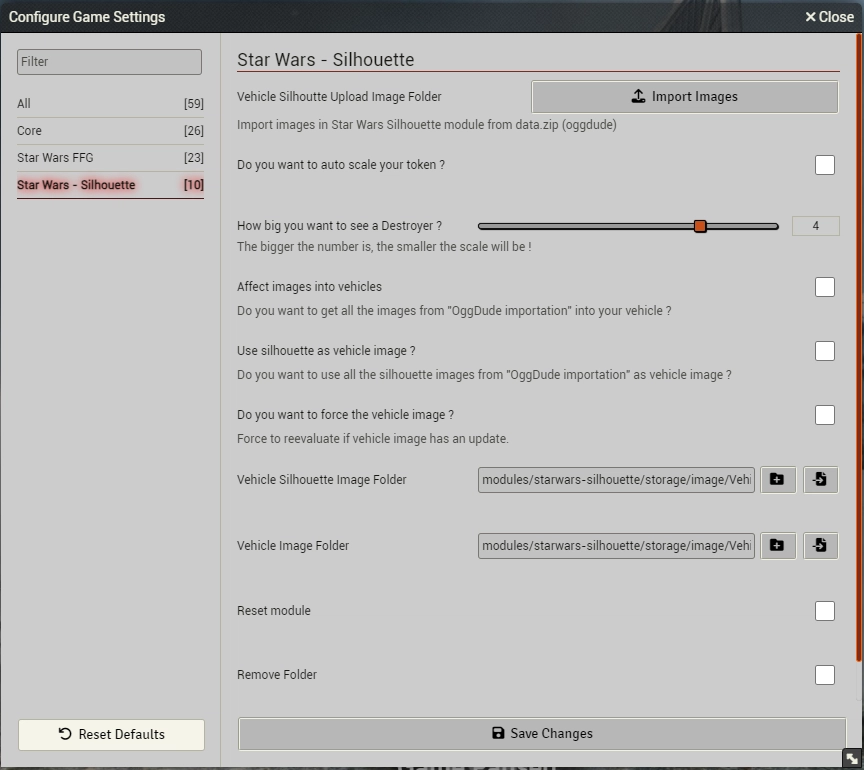 Configure Game Settings
Close
Filter
All [59]
Core [26]
Star Wars FFG [23]
Star Wars - Silhouette [10]
Reset Defaults
Star Wars - Silhouette
Vehicle Silhoutte Upload Image Folder
Import Images
Import images in Star Wars Silhouette module from data.zip (oggdude)
Do you want to auto scale your token ?
How big you want to see a Destroyer ? 4
The bigger the number is, the smaller the scale will be !
Affect images into vehicles
Do you want to get all the images from "OggDude importation" into your vehicle ?
Use silhouette as vehicle image ?
Do you want to use all the silhouette images from "OggDude importation" as vehicle image ?
Do you want to force the vehicle image ?
Force to reevaluate if vehicle image has an update.
Vehicle Silhouette Image Folder modules/starwars-silhouette/storage/image/Vehi
Vehicle Image Folder modules/starwars-silhouette/storage/image/Vehi
Reset module
Remove Folder
Save Changes